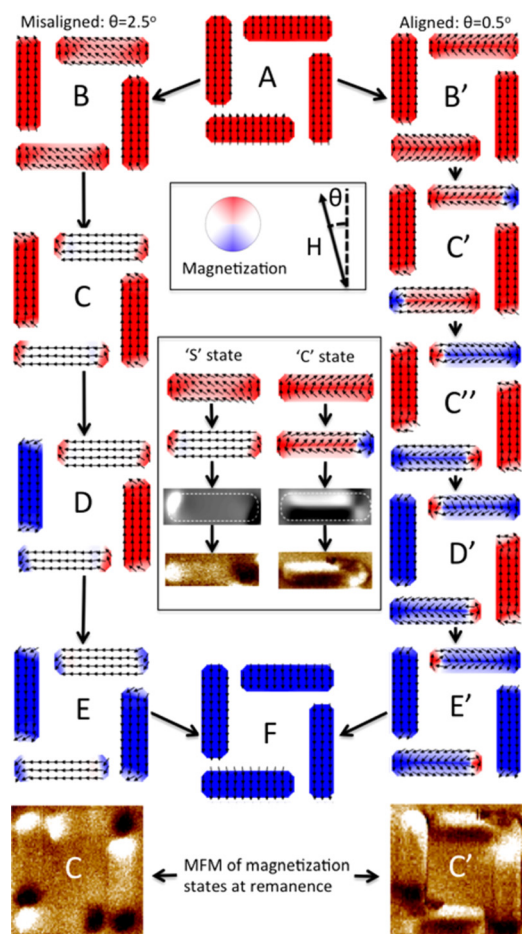 Misaligned: θ=2.5°
Aligned: θ=0.5°
A
B
B'
θ
H
Magnetization
C
C'
'S' state
'C' state
C''
D
D'
E
F
E'
C
MFM of magnetization
states at remanence
C'